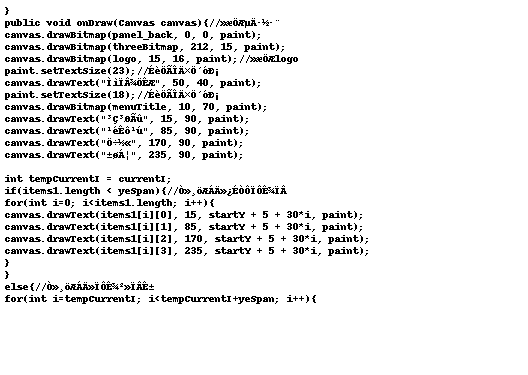 }
public void onDraw(Canvas canvas){//»æÖÆµÄ·½·¨
canvas.drawBitmap(panel_back, 0, 0, paint);
canvas.drawBitmap(threeBitmap, 212, 15, paint);
canvas.drawBitmap(logo, 15, 16, paint);//»æÖÆlogo
paint.setTextSize(23);//ÉèÖÃÎÄ×Ö´óÐ¡
canvas.drawText("ÌìÏÂ¾ÖÊÆ", 50, 40, paint);
paint.setTextSize(18);//ÉèÖÃÎÄ×Ö´óÐ¡
canvas.drawBitmap(menuTitle, 10, 70, paint);
canvas.drawText("³Ç³ØÃû", 15, 90, paint);
canvas.drawText("¹éÊô¹ú", 85, 90, paint);
canvas.drawText("Ö÷½«", 170, 90, paint);
canvas.drawText("±øÁ¦", 235, 90, paint);
int tempCurrentI = currentI;
if(items1.length < yeSpan){//Ò»¸öÆÁÄ»¿ÉÒÔÏÔÊ¾ÏÂ
for(int i=0; i<items1.length; i++){
canvas.drawText(items1[i][0], 15, startY + 5 + 30*i, paint);
canvas.drawText(items1[i][1], 85, startY + 5 + 30*i, paint);
canvas.drawText(items1[i][2], 170, startY + 5 + 30*i, paint);
canvas.drawText(items1[i][3], 235, startY + 5 + 30*i, paint);
}
}
else{//Ò»¸öÆÁÄ»ÏÔÊ¾²»ÏÂÊ±
for(int i=tempCurrentI; i<tempCurrentI+yeSpan; i++){